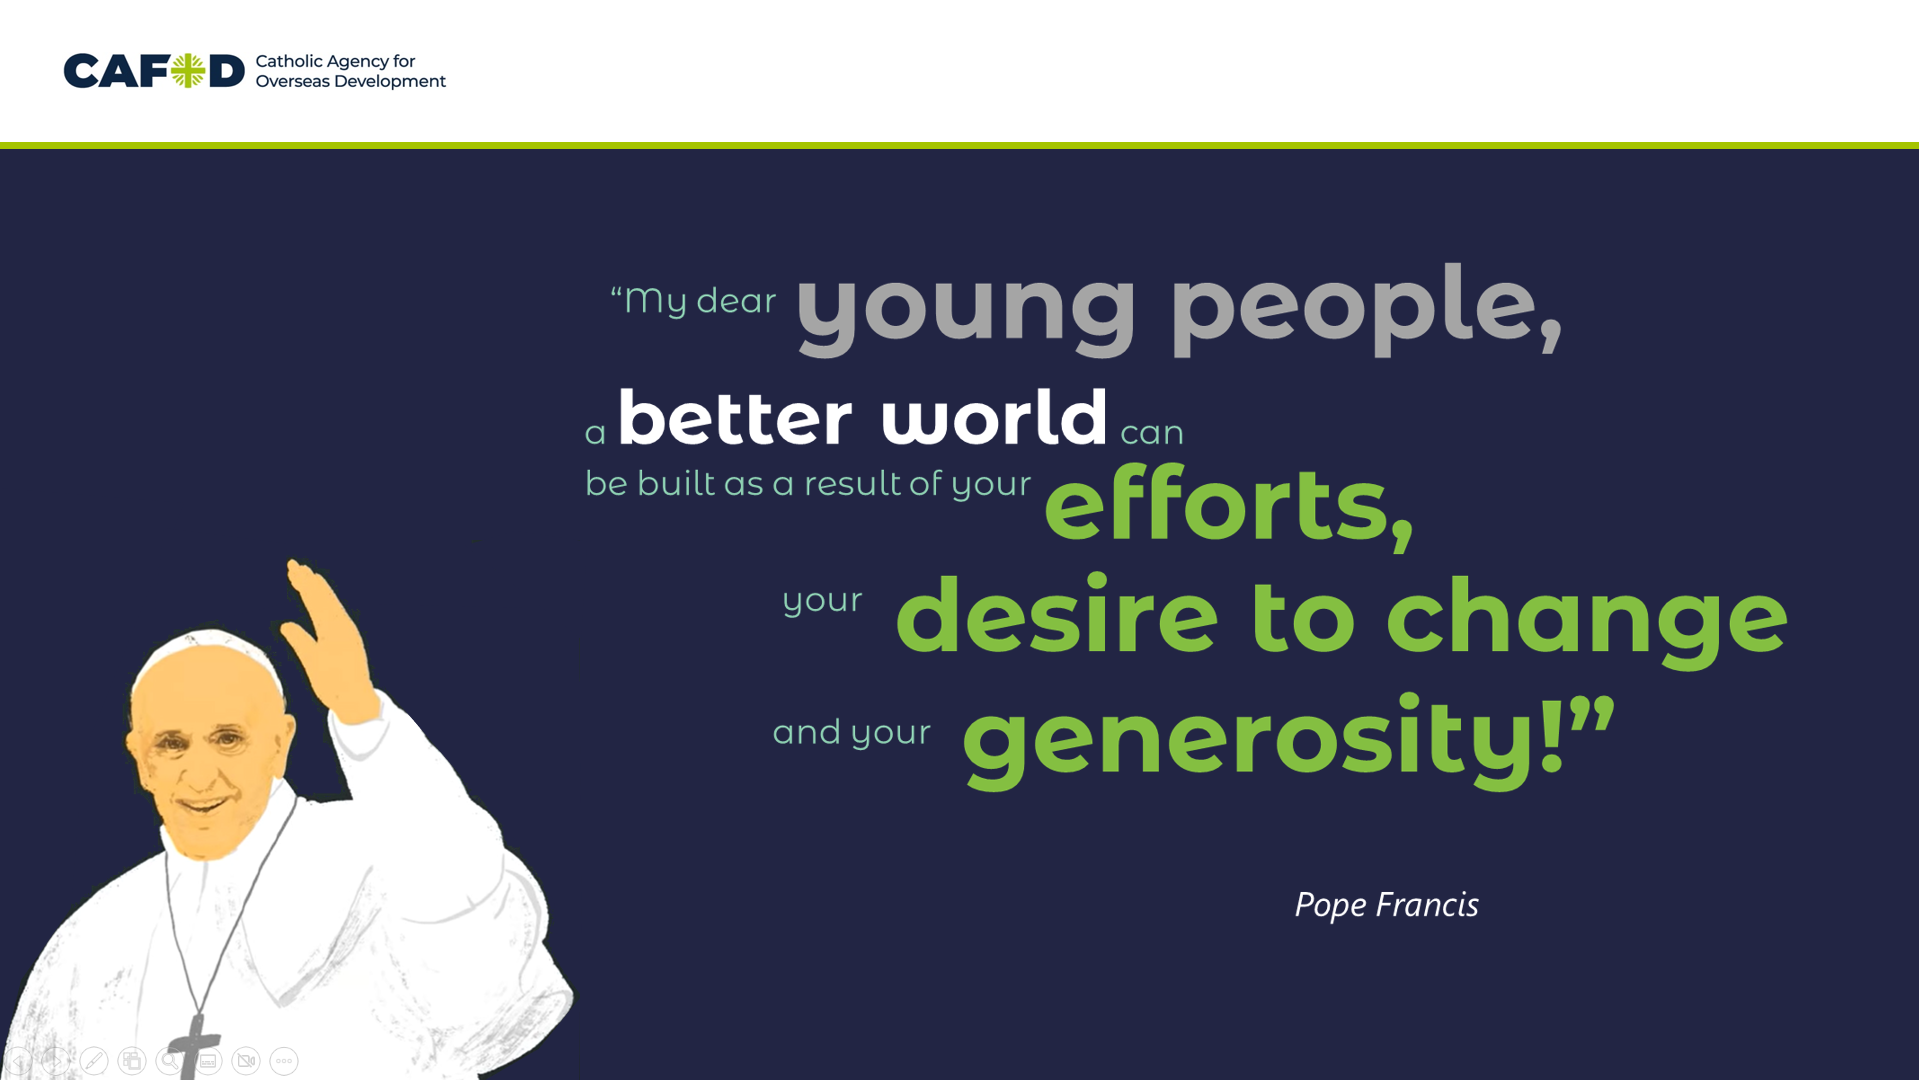 CAFOD Catholic Agency for
Overseas Development
“My dear young people,
a better world can
be built as a result of your efforts,
your desire to change
and your generosity!”
Pope Francis